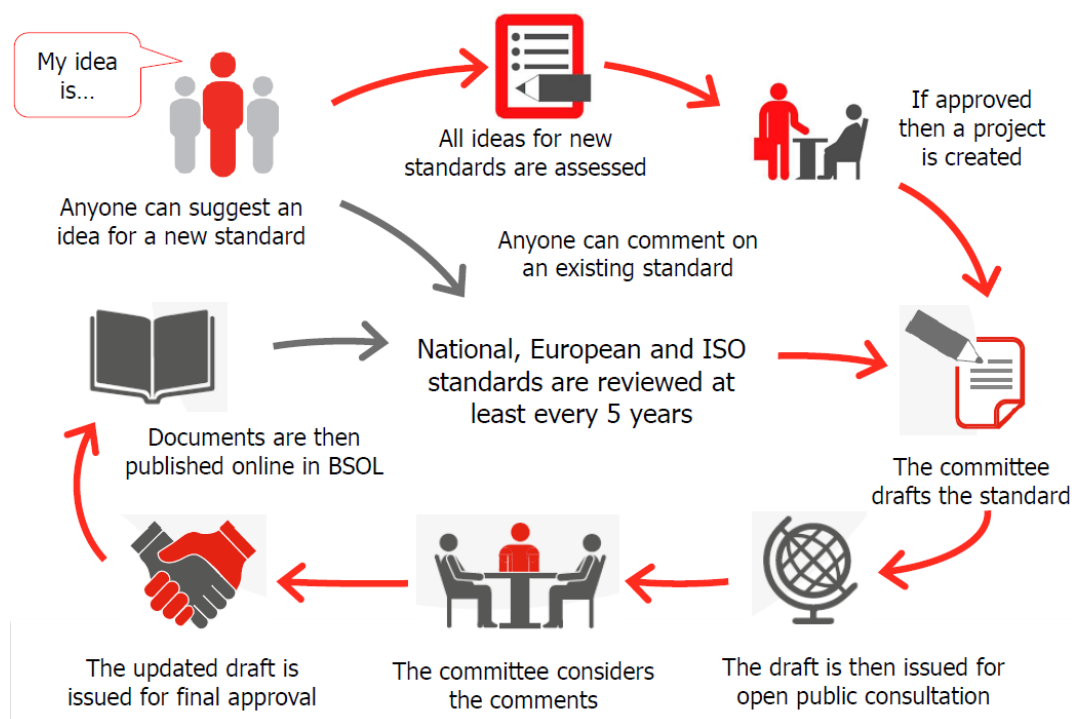 My idea
is...
Anyone can suggest an
idea for a new standard
All ideas for new
standards are assessed
If approved
then a project
is created
Anyone can comment on
an existing standard
National, European and ISO
standards are reviewed at
least every 5 years
The committee
drafts the standard
The draft is then issued for
open public consultation
The committee considers
the comments
The updated draft is
issued for final approval
Documents are then
published online in BSOL